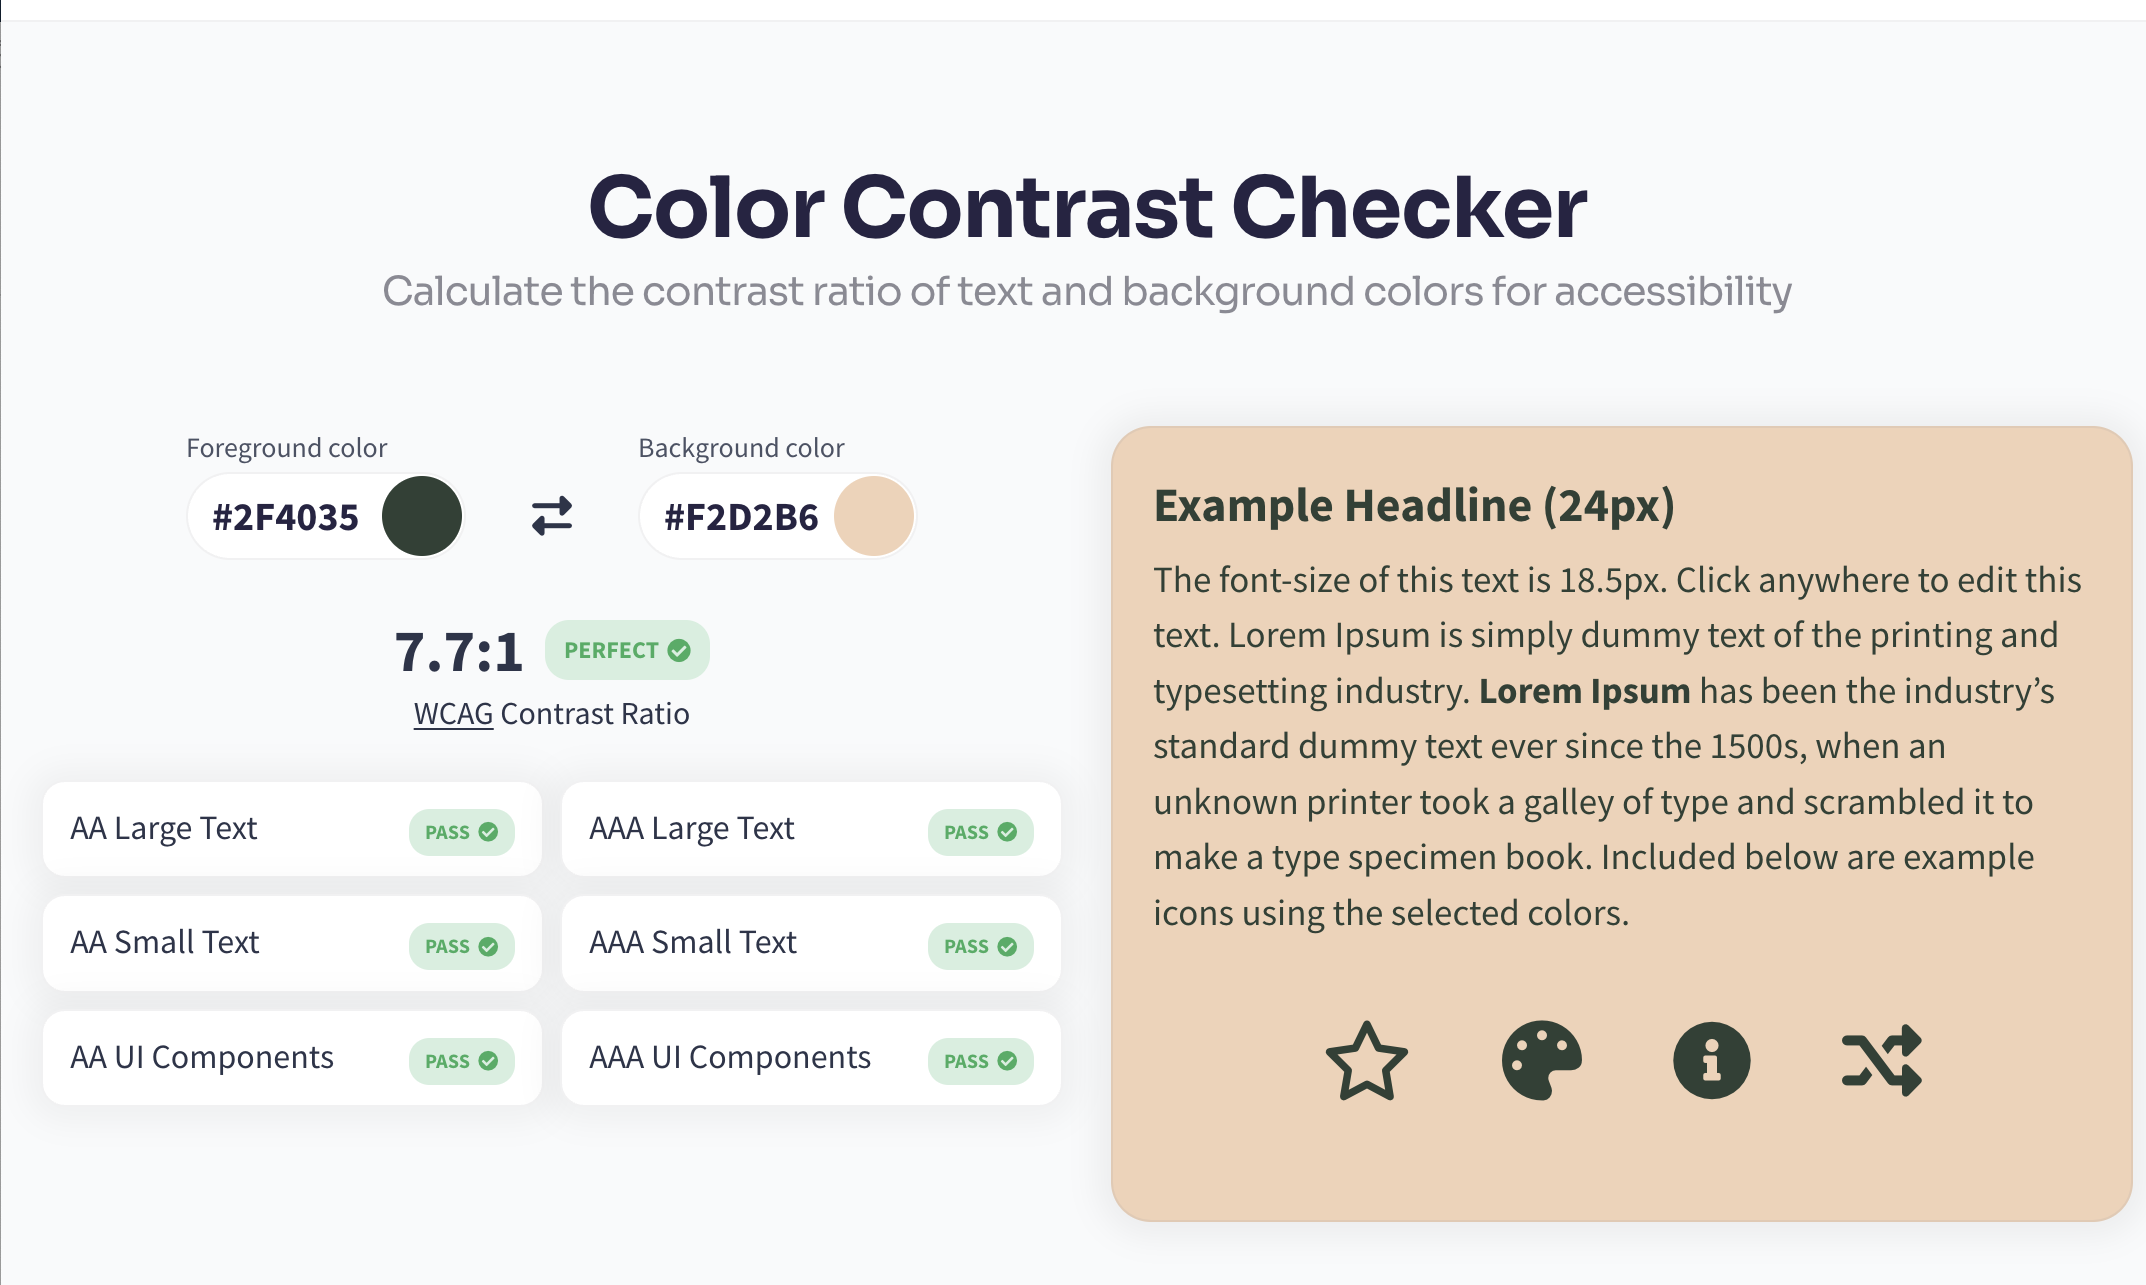 Color Contrast Checker
Calculate the contrast ratio of text and background colors for accessibility
Foreground color
#2F4035
Background color
#F2D2B6
7.7:1
PERFECT
WCAG Contrast Ratio
AA Large Text
PASS
AAA Large Text
PASS
AA Small Text
PASS
AAA Small Text
PASS
AA UI Components
PASS
AAA UI Components
PASS
Example Headline (24px)
The font-size of this text is 18.5px. Click anywhere to edit this
text. Lorem Ipsum is simply dummy text of the printing and
typesetting industry. Lorem Ipsum has been the industry’s
standard dummy text ever since the 1500s, when an
unknown printer took a galley of type and scrambled it to
make a type specimen book. Included below are example
icons using the selected colors.